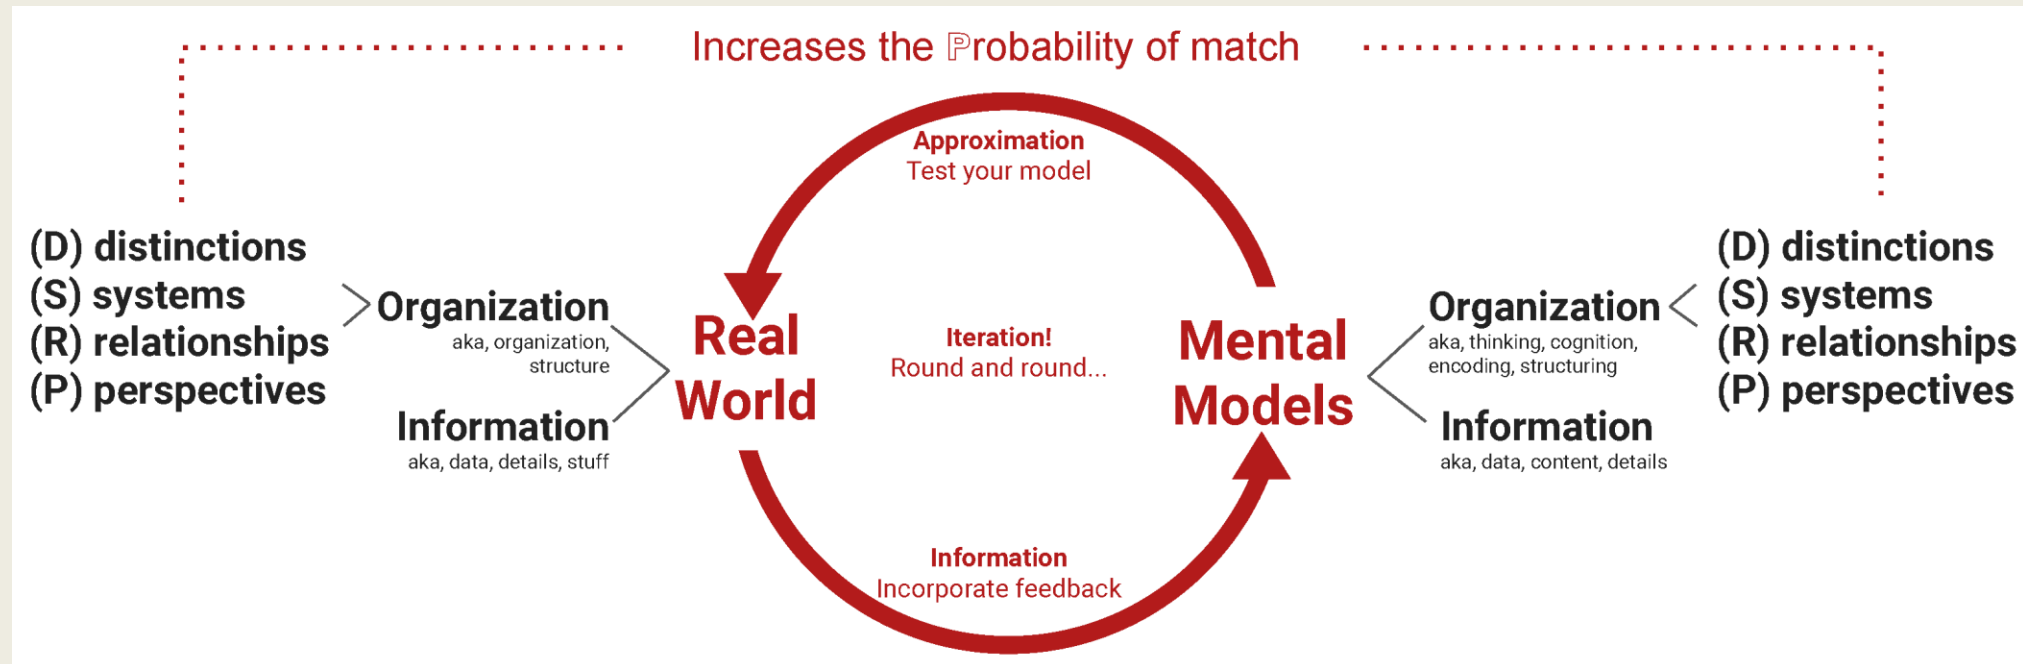 Increases the Probability of match
(D) distinctions
(S) systems
(R) relationships
(P) perspectives
Organization
aka, organization,
structure
Information
aka, data, details, stuff
Real
World
Approximation
Test your model
Iteration!
Round and round...
Information
Incorporate feedback
Mental
Models
Organization
aka, thinking, cognition,
encoding, structuring
Information
aka, data, content, details
(D) distinctions
(S) systems
(R) relationships
(P) perspectives